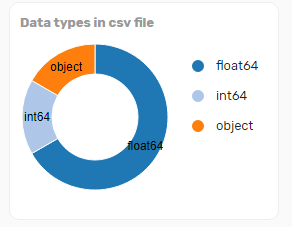 Data types in csv file
object
int64
float64
float64
int64
object